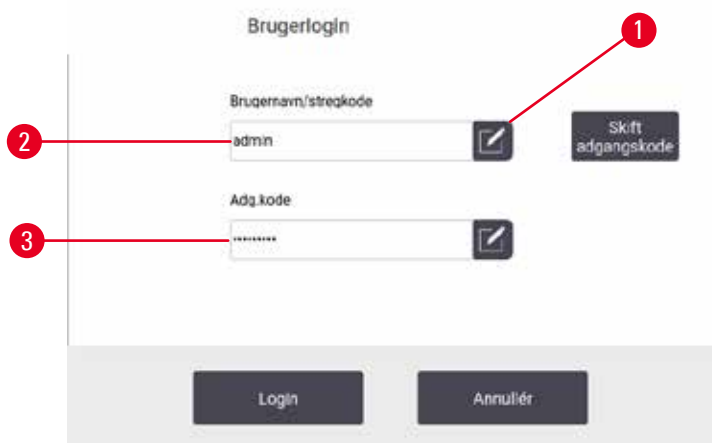 Brugerlogin
1
Brugernavn/stregkode
2
admin
Skift
adgangskode
Adg.kode
3
•••••••••
Login
Annullér